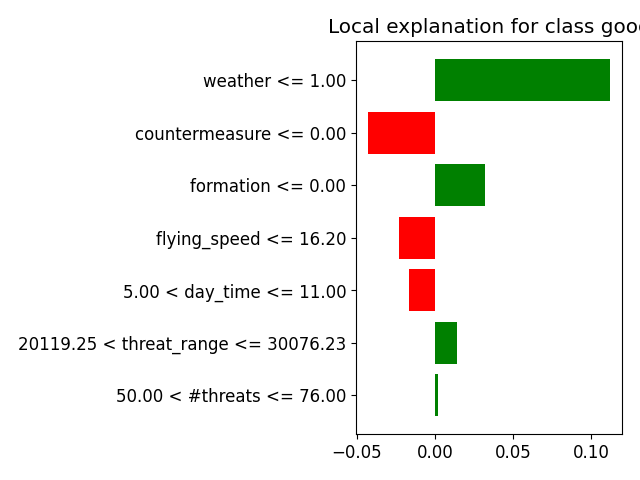 Local explanation for class good
weather <= 1.00
countermeasure <= 0.00
formation <= 0.00
flying_speed <= 16.20
5.00 < day_time <= 11.00
20119.25 < threat_range <= 30076.23
50.00 < #threats <= 76.00
−0.05 0.00 0.05 0.10